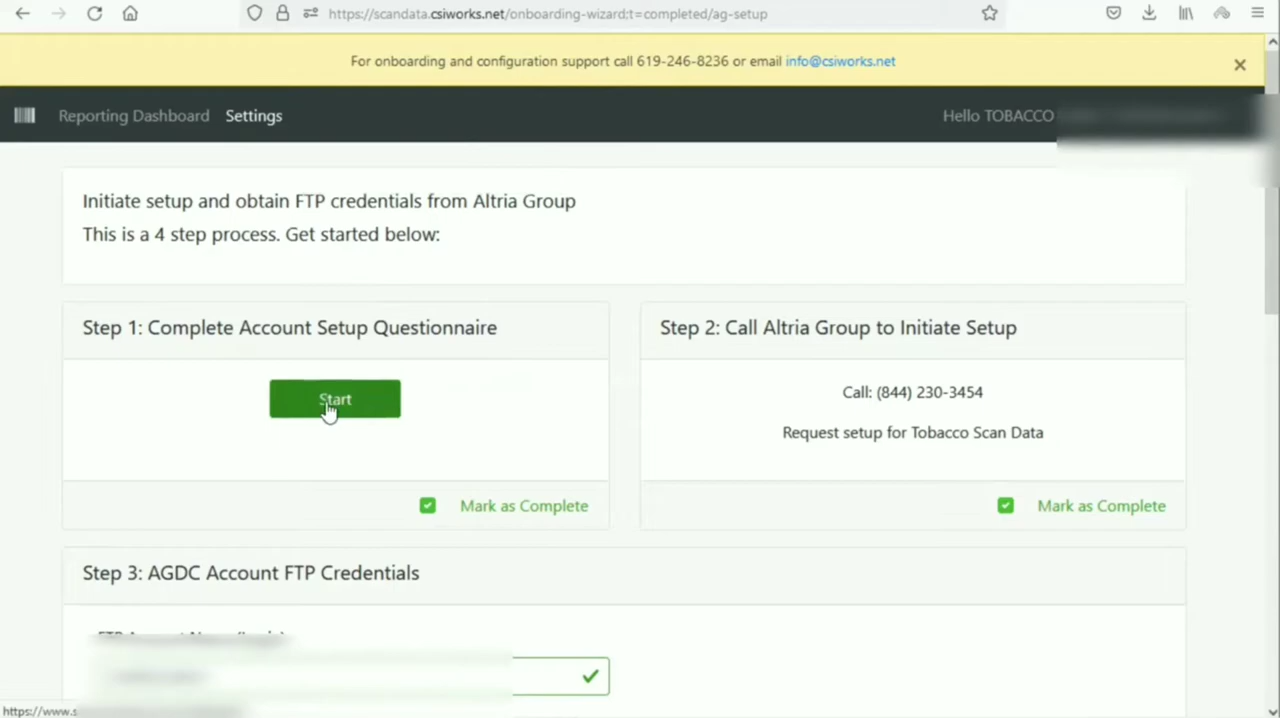 https://scandata.csiworks.net/onboarding-wizard;t=completed/ag-setup
For onboarding and configuration support call 619-246-8236 or email info@csiworks.net
Reporting Dashboard Settings Hello TOBACCO
Initiate setup and obtain FTP credentials from Altria Group
This is a 4 step process. Get started below:
Step 1: Complete Account Setup Questionnaire
Start
Mark as Complete
Step 2: Call Altria Group to Initiate Setup
Call: (844) 230-3454
Request setup for Tobacco Scan Data
Mark as Complete
Step 3: AGDC Account FTP Credentials
https://www.s